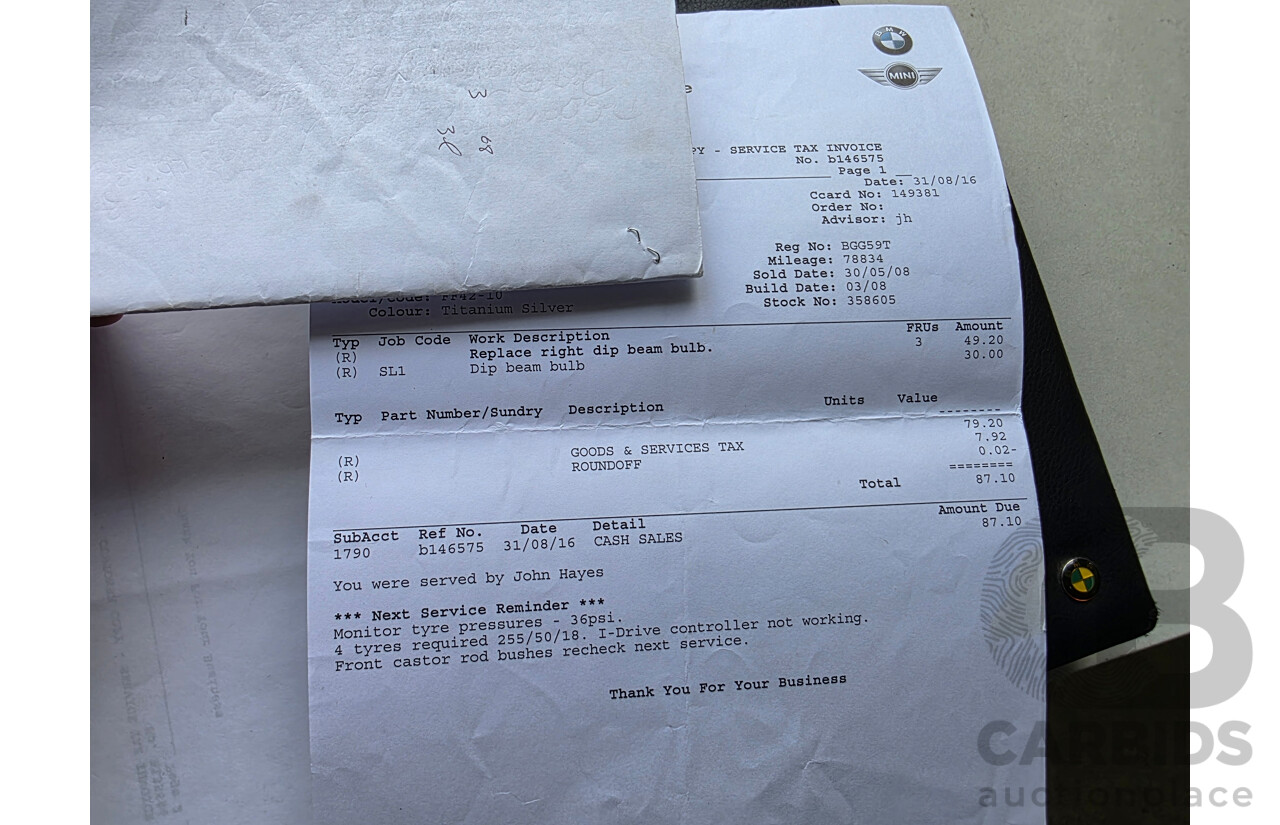 BMW
MINI
e
PY - SERVICE TAX INVOICE
No. b146575
Page 1
Date: 31/08/16
Ccard No: 149381
Order No:
Advisor: jh
Reg No: BGG59T
Mileage: 78834
Sold Date: 30/05/08
Build Date: 03/08
Stock No: 358605
Model/Code: FF42-10
Colour: Titanium Silver
Typ Job Code Work Description FRUs Amount
(R) Replace right dip beam bulb. 3 49.20
(R) SL1 Dip beam bulb 30.00
Typ Part Number/Sundry Description Units Value
--------
79.20
(R) GOODS & SERVICES TAX 7.92
(R) ROUNDOFF 0.02-
========
Total 87.10
SubAcct Ref No. Date Detail Amount Due
1790 b146575 31/08/16 CASH SALES 87.10
You were served by John Hayes
*** Next Service Reminder ***
Monitor tyre pressures - 36psi.
4 tyres required 255/50/18. I-Drive controller not working.
Front castor rod bushes recheck next service.
Thank You For Your Business
CARBIDS
auctionplace